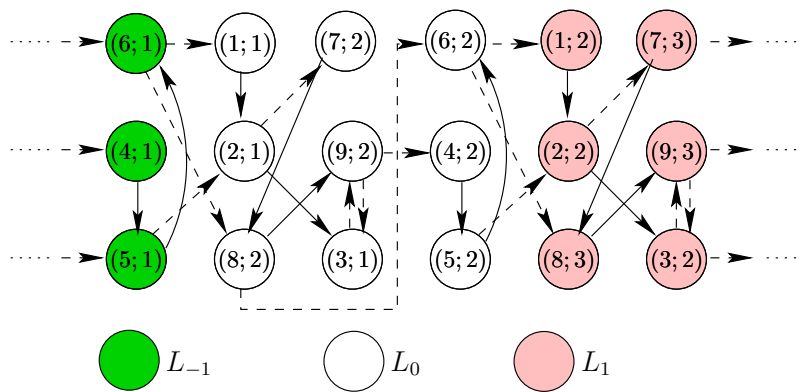 (6; 1) (1; 1) (7; 2) (6; 2) (1; 2) (7; 3)
(4; 1) (2; 1) (9; 2) (4; 2) (2; 2) (9; 3)
(5; 1) (8; 2) (3; 1) (5; 2) (8; 3) (3; 2)
L₋₁ L₀ L₁